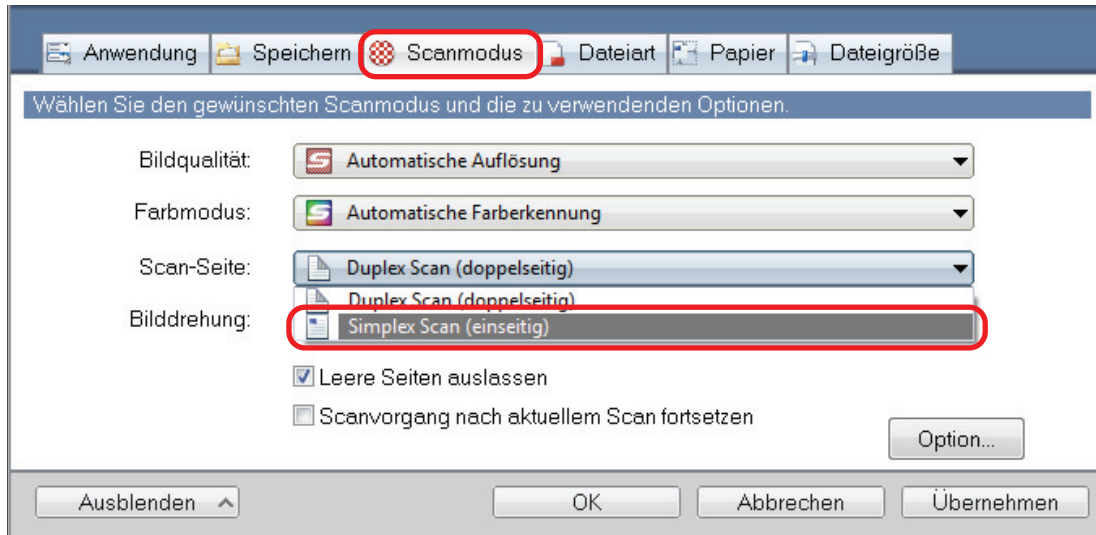 Anwendung Speichern Scanmodus Dateiart Papier Dateigröße
Wählen Sie den gewünschten Scanmodus und die zu verwendenden Optionen.
Bildqualität: Automatische Auflösung
Farbmodus: Automatische Farberkennung
Scan-Seite: Duplex Scan (doppelseitig)
Duplex Scan (doppelseitig)
Bilddrehung: Simplex Scan (einseitig)
Leere Seiten auslassen
Scanvorgang nach aktuellem Scan fortsetzen
Option...
Ausblenden OK Abbrechen Übernehmen